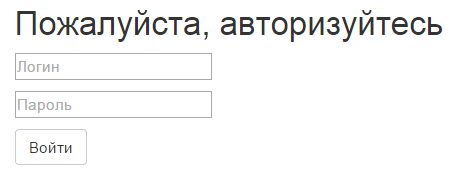 Пожалуйста, авторизуйтесь
Логин
Пароль
Войти